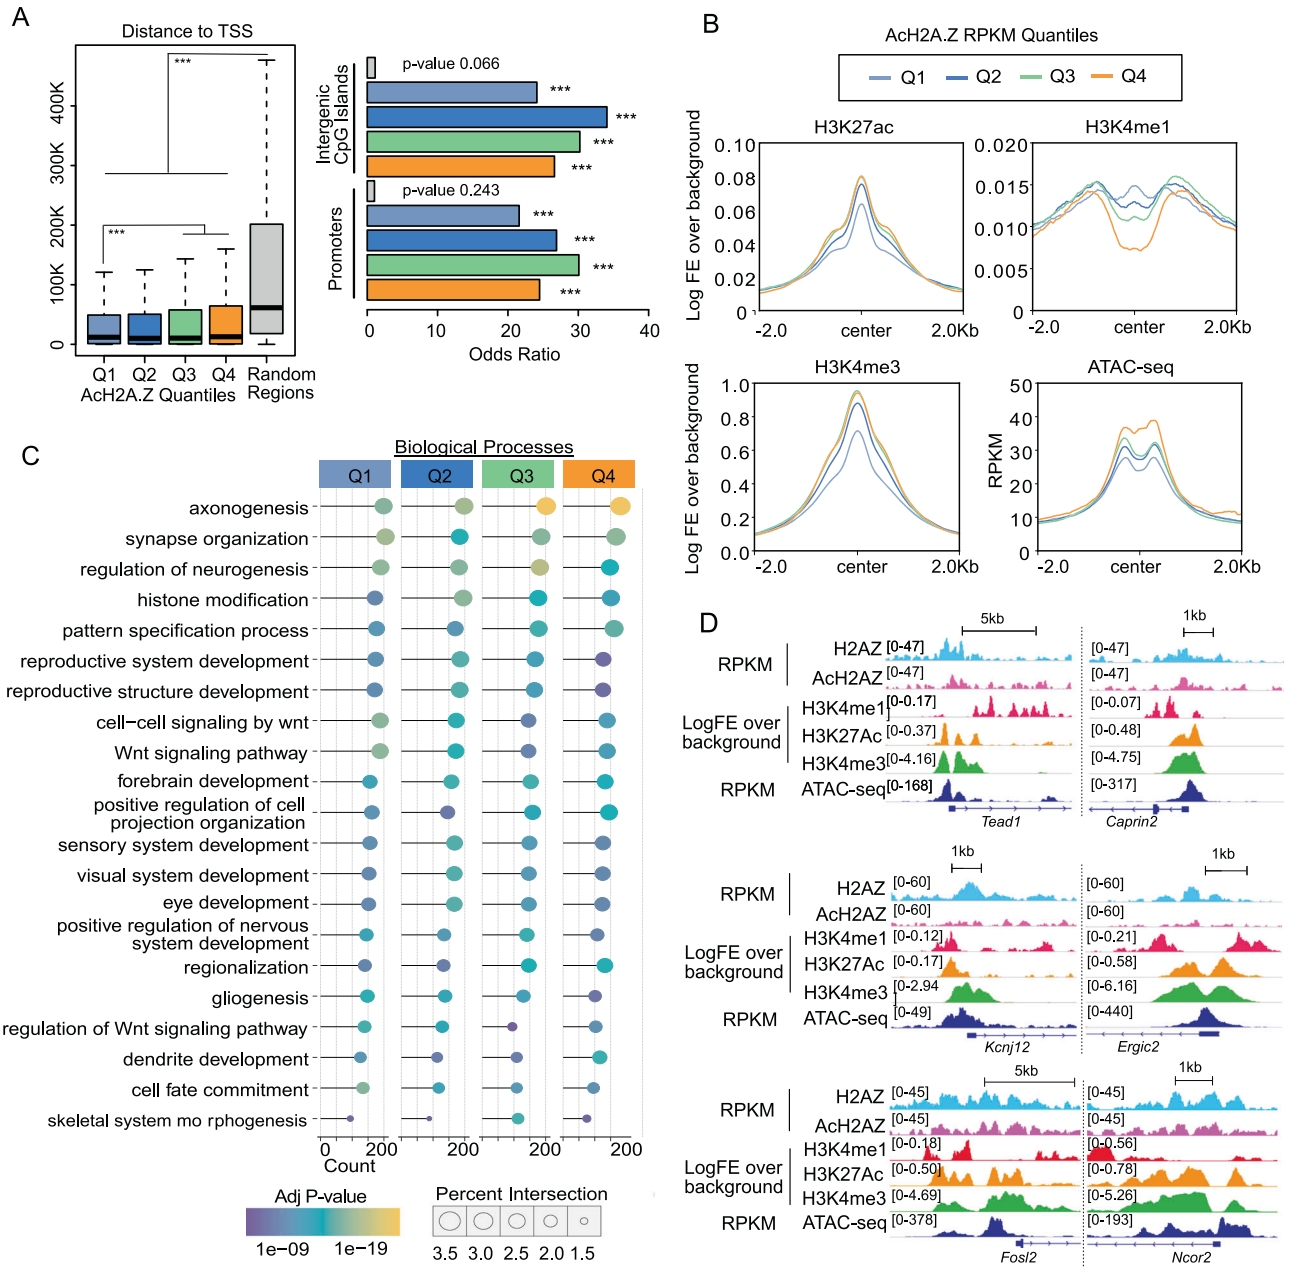 A
Distance to TSS
***
***
400K
300K
200K
100K
0
Q1 Q2 Q3 Q4 Random
AcH2A.Z Quantiles Regions
Intergenic
CpG Islands
Promoters
p-value 0.066
***
***
***
***
p-value 0.243
***
***
***
***
0 10 20 30 40
Odds Ratio
B
AcH2A.Z RPKM Quantiles
Q1 Q2 Q3 Q4
H3K27ac
Log FE over background
0.10
0.08
0.06
0.04
0.02
0
-2.0 center 2.0Kb
H3K4me1
0.020
0.015
0.010
0.005
0
-2.0 center 2.0Kb
H3K4me3
Log FE over background
1.0
0.8
0.6
0.4
0.2
0.0
-2.0 center 2.0Kb
ATAC-seq
RPKM
50
40
30
20
10
0
-2.0 center 2.0Kb
C
Biological Processes
Q1 Q2 Q3 Q4
axonogenesis
synapse organization
regulation of neurogenesis
histone modification
pattern specification process
reproductive system development
reproductive structure development
cell-cell signaling by wnt
Wnt signaling pathway
forebrain development
positive regulation of cell
projection organization
sensory system development
visual system development
eye development
positive regulation of nervous
system development
regionalization
gliogenesis
regulation of Wnt signaling pathway
dendrite development
cell fate commitment
skeletal system mo rphogenesis
0 200 0 200 0 200 0 200
Count
Adj P-value
1e-09 1e-19
Percent Intersection
3.5 3.0 2.5 2.0 1.5
D
5kb 1kb
RPKM
H2AZ [0-47] [0-47]
AcH2AZ [0-47] [0-47]
LogFE over
background
H3K4me1 [0-0.17] [0-0.07]
H3K27Ac [0-0.37] [0-0.48]
H3K4me3 [0-4.16] [0-4.75]
RPKM ATAC-seq [0-168] [0-317]
Tead1 Caprin2
1kb 1kb
RPKM
H2AZ [0-60] [0-60]
AcH2AZ [0-60] [0-60]
LogFE over
background
H3K4me1 [0-0.12] [0-0.21]
H3K27Ac [0-0.17] [0-0.58]
H3K4me3 [0-2.94] [0-6.16]
RPKM ATAC-seq [0-49] [0-440]
Kcnj12 Ergic2
5kb 1kb
RPKM
H2AZ [0-45] [0-45]
AcH2AZ [0-45] [0-45]
LogFE over
background
H3K4me1 [0-0.18] [0-0.56]
H3K27Ac [0-0.50] [0-0.78]
H3K4me3 [0-4.69] [0-5.26]
RPKM ATAC-seq [0-378] [0-193]
Fosl2 Ncor2